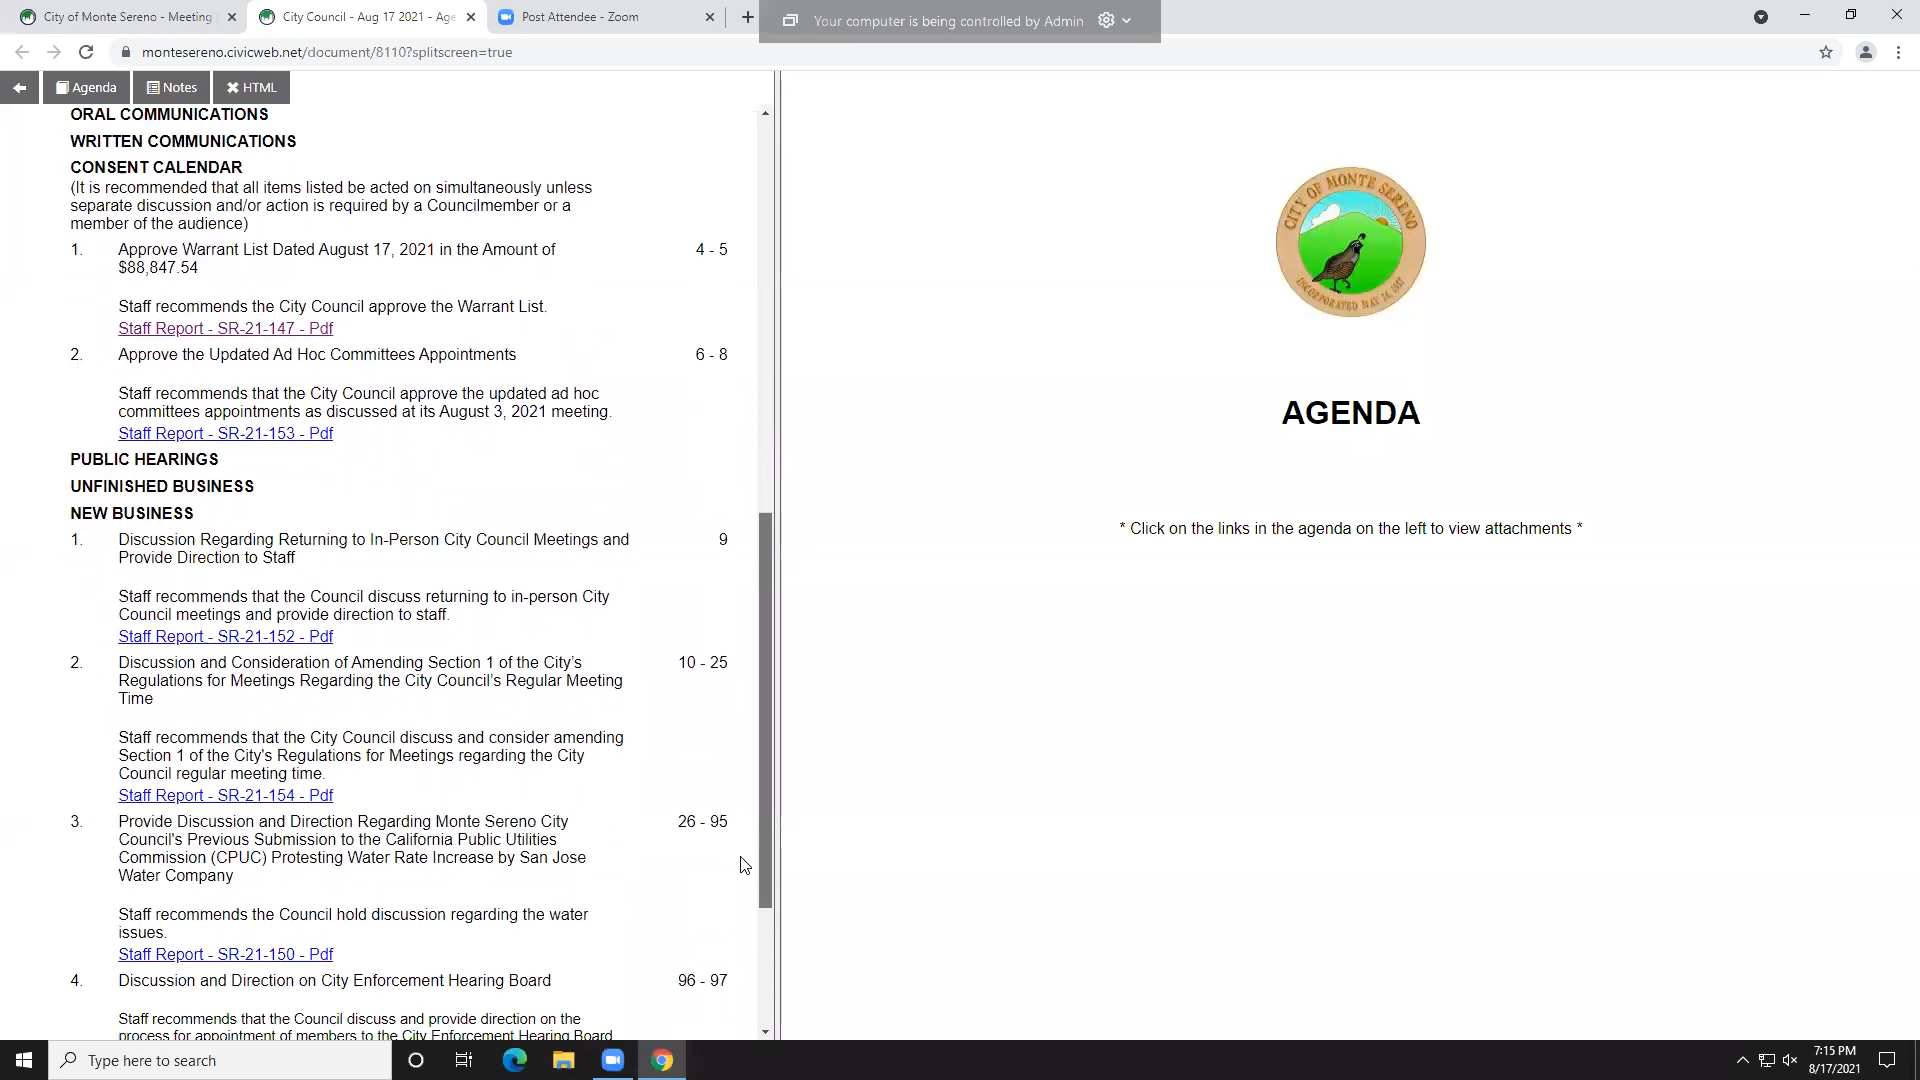 City of Monte Sereno - Meeting
City Council - Aug 17 2021 - Age
Post Attendee - Zoom
Your computer is being controlled by Admin
montesereno.civicweb.net/document/8110?splitscreen=true
Agenda
Notes
HTML
ORAL COMMUNICATIONS
WRITTEN COMMUNICATIONS
CONSENT CALENDAR
(It is recommended that all items listed be acted on simultaneously unless
separate discussion and/or action is required by a Councilmember or a
member of the audience)
1. Approve Warrant List Dated August 17, 2021 in the Amount of 4 - 5
$88,847.54
Staff recommends the City Council approve the Warrant List.
Staff Report - SR-21-147 - Pdf
2. Approve the Updated Ad Hoc Committees Appointments 6 - 8
Staff recommends that the City Council approve the updated ad hoc
committees appointments as discussed at its August 3, 2021 meeting.
Staff Report - SR-21-153 - Pdf
PUBLIC HEARINGS
UNFINISHED BUSINESS
NEW BUSINESS
1. Discussion Regarding Returning to In-Person City Council Meetings and 9
Provide Direction to Staff
Staff recommends that the Council discuss returning to in-person City
Council meetings and provide direction to staff.
Staff Report - SR-21-152 - Pdf
2. Discussion and Consideration of Amending Section 1 of the City's 10 - 25
Regulations for Meetings Regarding the City Council's Regular Meeting
Time
Staff recommends that the City Council discuss and consider amending
Section 1 of the City's Regulations for Meetings regarding the City
Council regular meeting time.
Staff Report - SR-21-154 - Pdf
3. Provide Discussion and Direction Regarding Monte Sereno City 26 - 95
Council's Previous Submission to the California Public Utilities
Commission (CPUC) Protesting Water Rate Increase by San Jose
Water Company
Staff recommends the Council hold discussion regarding the water
issues.
Staff Report - SR-21-150 - Pdf
4. Discussion and Direction on City Enforcement Hearing Board 96 - 97
Staff recommends that the Council discuss and provide direction on the
process for appointment of members to the City Enforcement Hearing Board
CITY OF MONTE SERENO
INCORPORATED MAY 14, 1957
AGENDA
* Click on the links in the agenda on the left to view attachments *
Type here to search
7:15 PM
8/17/2021